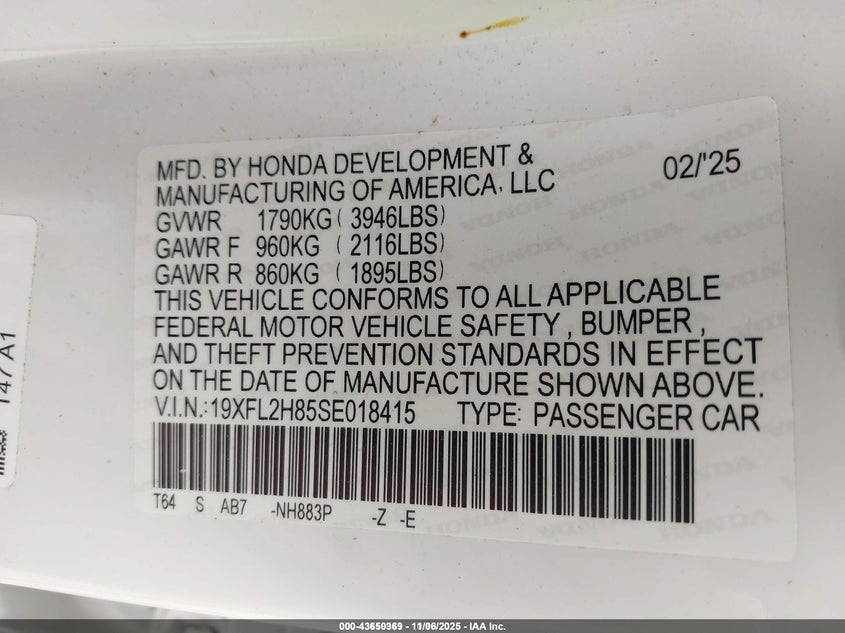 MFD. BY HONDA DEVELOPMENT &
MANUFACTURING OF AMERICA, LLC 02/'25
GVWR 1790KG ( 3946LBS)
GAWR F 960KG ( 2116LBS)
GAWR R 860KG ( 1895LBS)
THIS VEHICLE CONFORMS TO ALL APPLICABLE
FEDERAL MOTOR VEHICLE SAFETY , BUMPER ,
AND THEFT PREVENTION STANDARDS IN EFFECT
ON THE DATE OF MANUFACTURE SHOWN ABOVE.
V.I.N.:19XFL2H85SE018415 TYPE: PASSENGER CAR
T64 S AB7 -NH883P -Z -E
147 A1
000-43650369 - 11/06/2025 - IAA Inc.